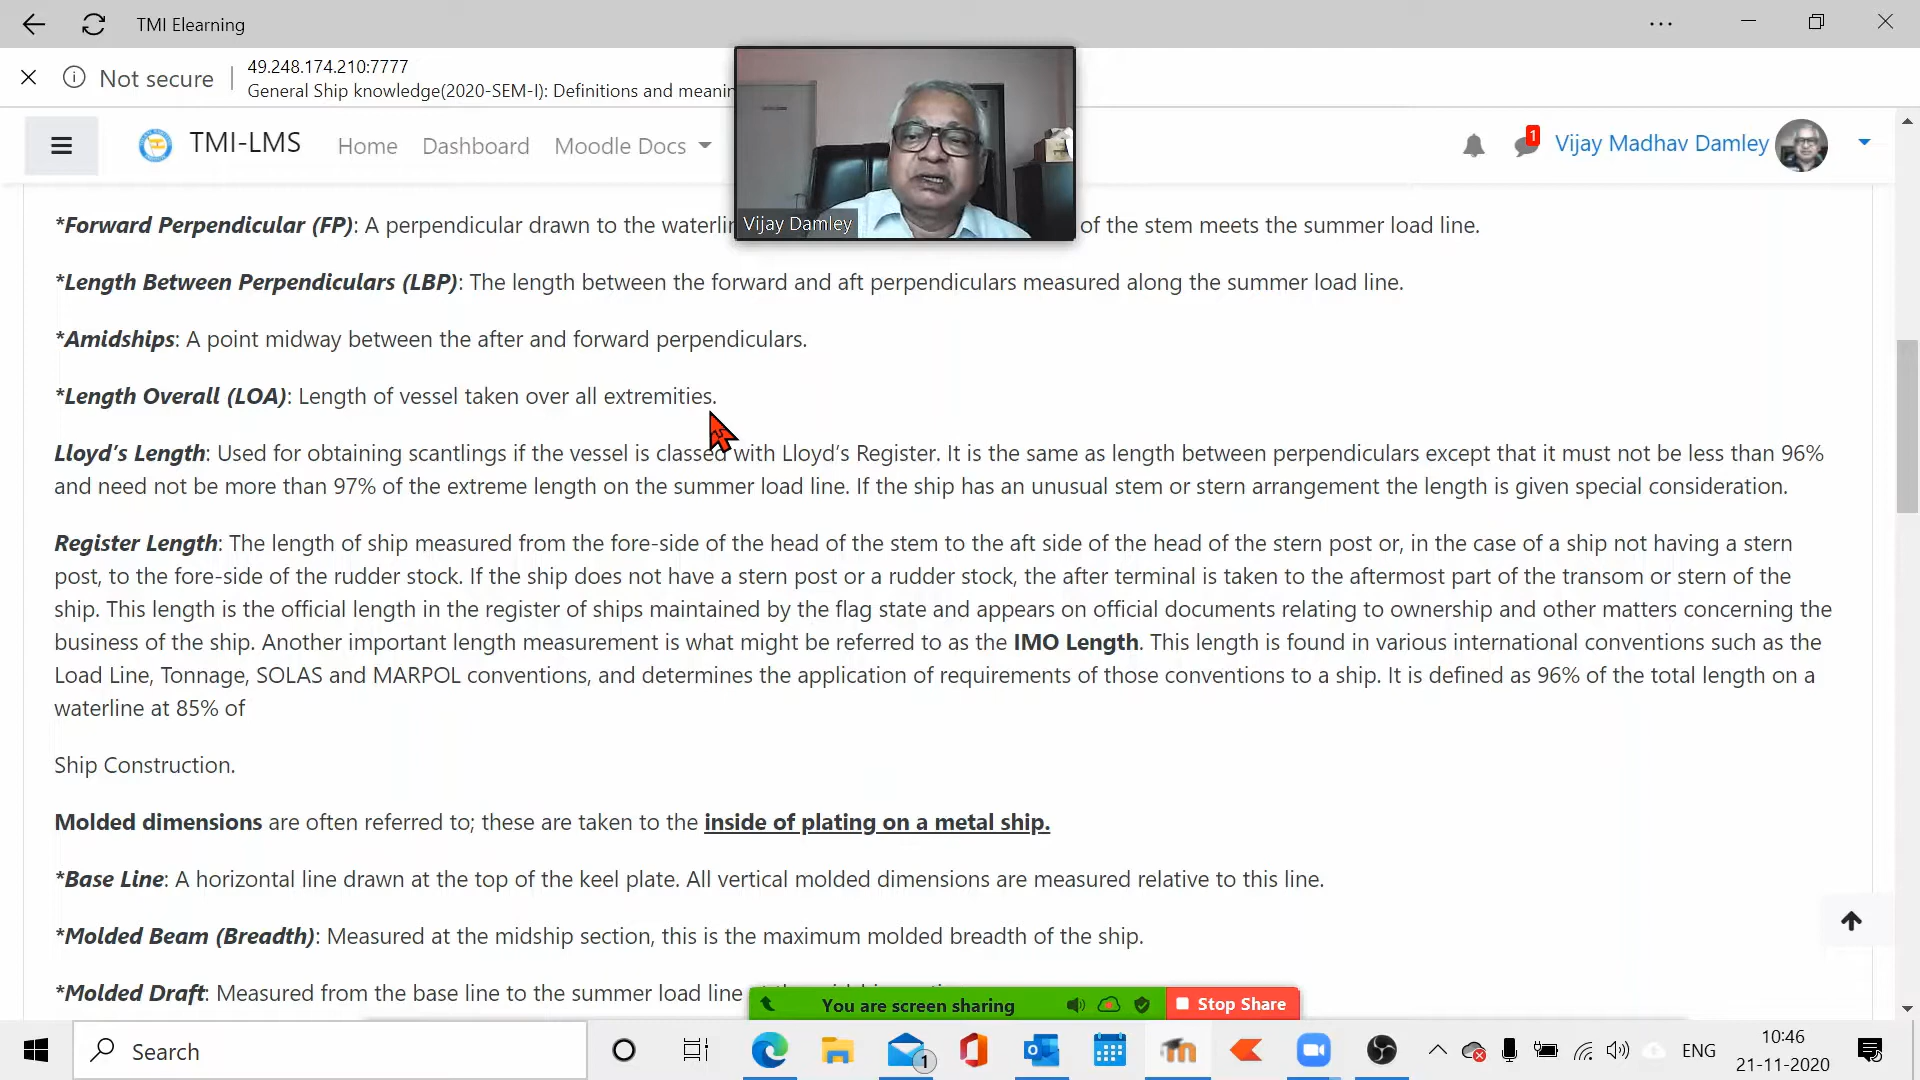 TMI Elearning
Not secure
49.248.174.210:7777
General Ship knowledge(2020-SEM-I): Definitions and
TMI-LMS Home Dashboard Moodle Docs
1
Vijay Madhav Damley
Vijay Damley
*Forward Perpendicular (FP): A perpendicular drawn to the of the stem meets the summer load line.
*Length Between Perpendiculars (LBP): The length between the forward and aft perpendiculars measured along the summer load line.
*Amidships: A point midway between the after and forward perpendiculars.
*Length Overall (LOA): Length of vessel taken over all extremities.
Lloyd’s Length: Used for obtaining scantlings if the vessel is classed with Lloyd’s Register. It is the same as length between perpendiculars except that it must not be less than 96%
and need not be more than 97% of the extreme length on the summer load line. If the ship has an unusual stem or stern arrangement the length is given special consideration.
Register Length: The length of ship measured from the fore-side of the head of the stem to the aft side of the head of the stern post or, in the case of a ship not having a stern
post, to the fore-side of the rudder stock. If the ship does not have a stern post or a rudder stock, the after terminal is taken to the aftermost part of the transom or stern of the
ship. This length is the official length in the register of ships maintained by the flag state and appears on official documents relating to ownership and other matters concerning the
business of the ship. Another important length measurement is what might be referred to as the IMO Length. This length is found in various international conventions such as the
Load Line, Tonnage, SOLAS and MARPOL conventions, and determines the application of requirements of those conventions to a ship. It is defined as 96% of the total length on a
waterline at 85% of
Ship Construction.
Molded dimensions are often referred to; these are taken to the inside of plating on a metal ship.
*Base Line: A horizontal line drawn at the top of the keel plate. All vertical molded dimensions are measured relative to this line.
*Molded Beam (Breadth): Measured at the midship section, this is the maximum molded breadth of the ship.
*Molded Draft: Measured from the base line to the summer load line
You are screen sharing Stop Share
Search
1
ENG
10:46
21-11-2020